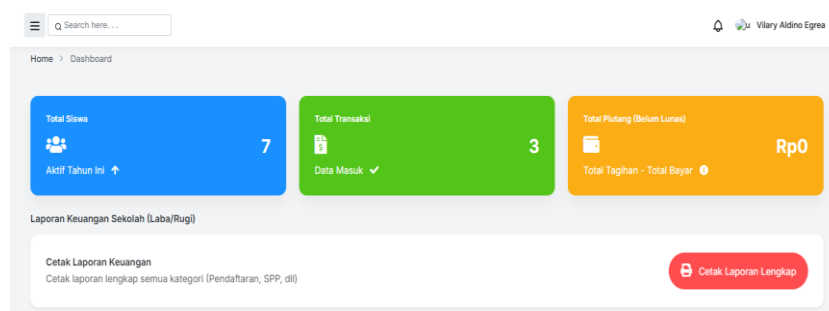 Search here. . .
Vilary Aldino Egrea
Home > Dashboard
Total Siswa
7
Aktif Tahun Ini
Total Transaksi
3
Data Masuk
Total Piutang (Belum Lunas)
Rp0
Total Tagihan - Total Bayar
Laporan Keuangan Sekolah (Laba/Rugi)
Cetak Laporan Keuangan
Cetak laporan lengkap semua kategori (Pendaftaran, SPP, dll)
Cetak Laporan Lengkap